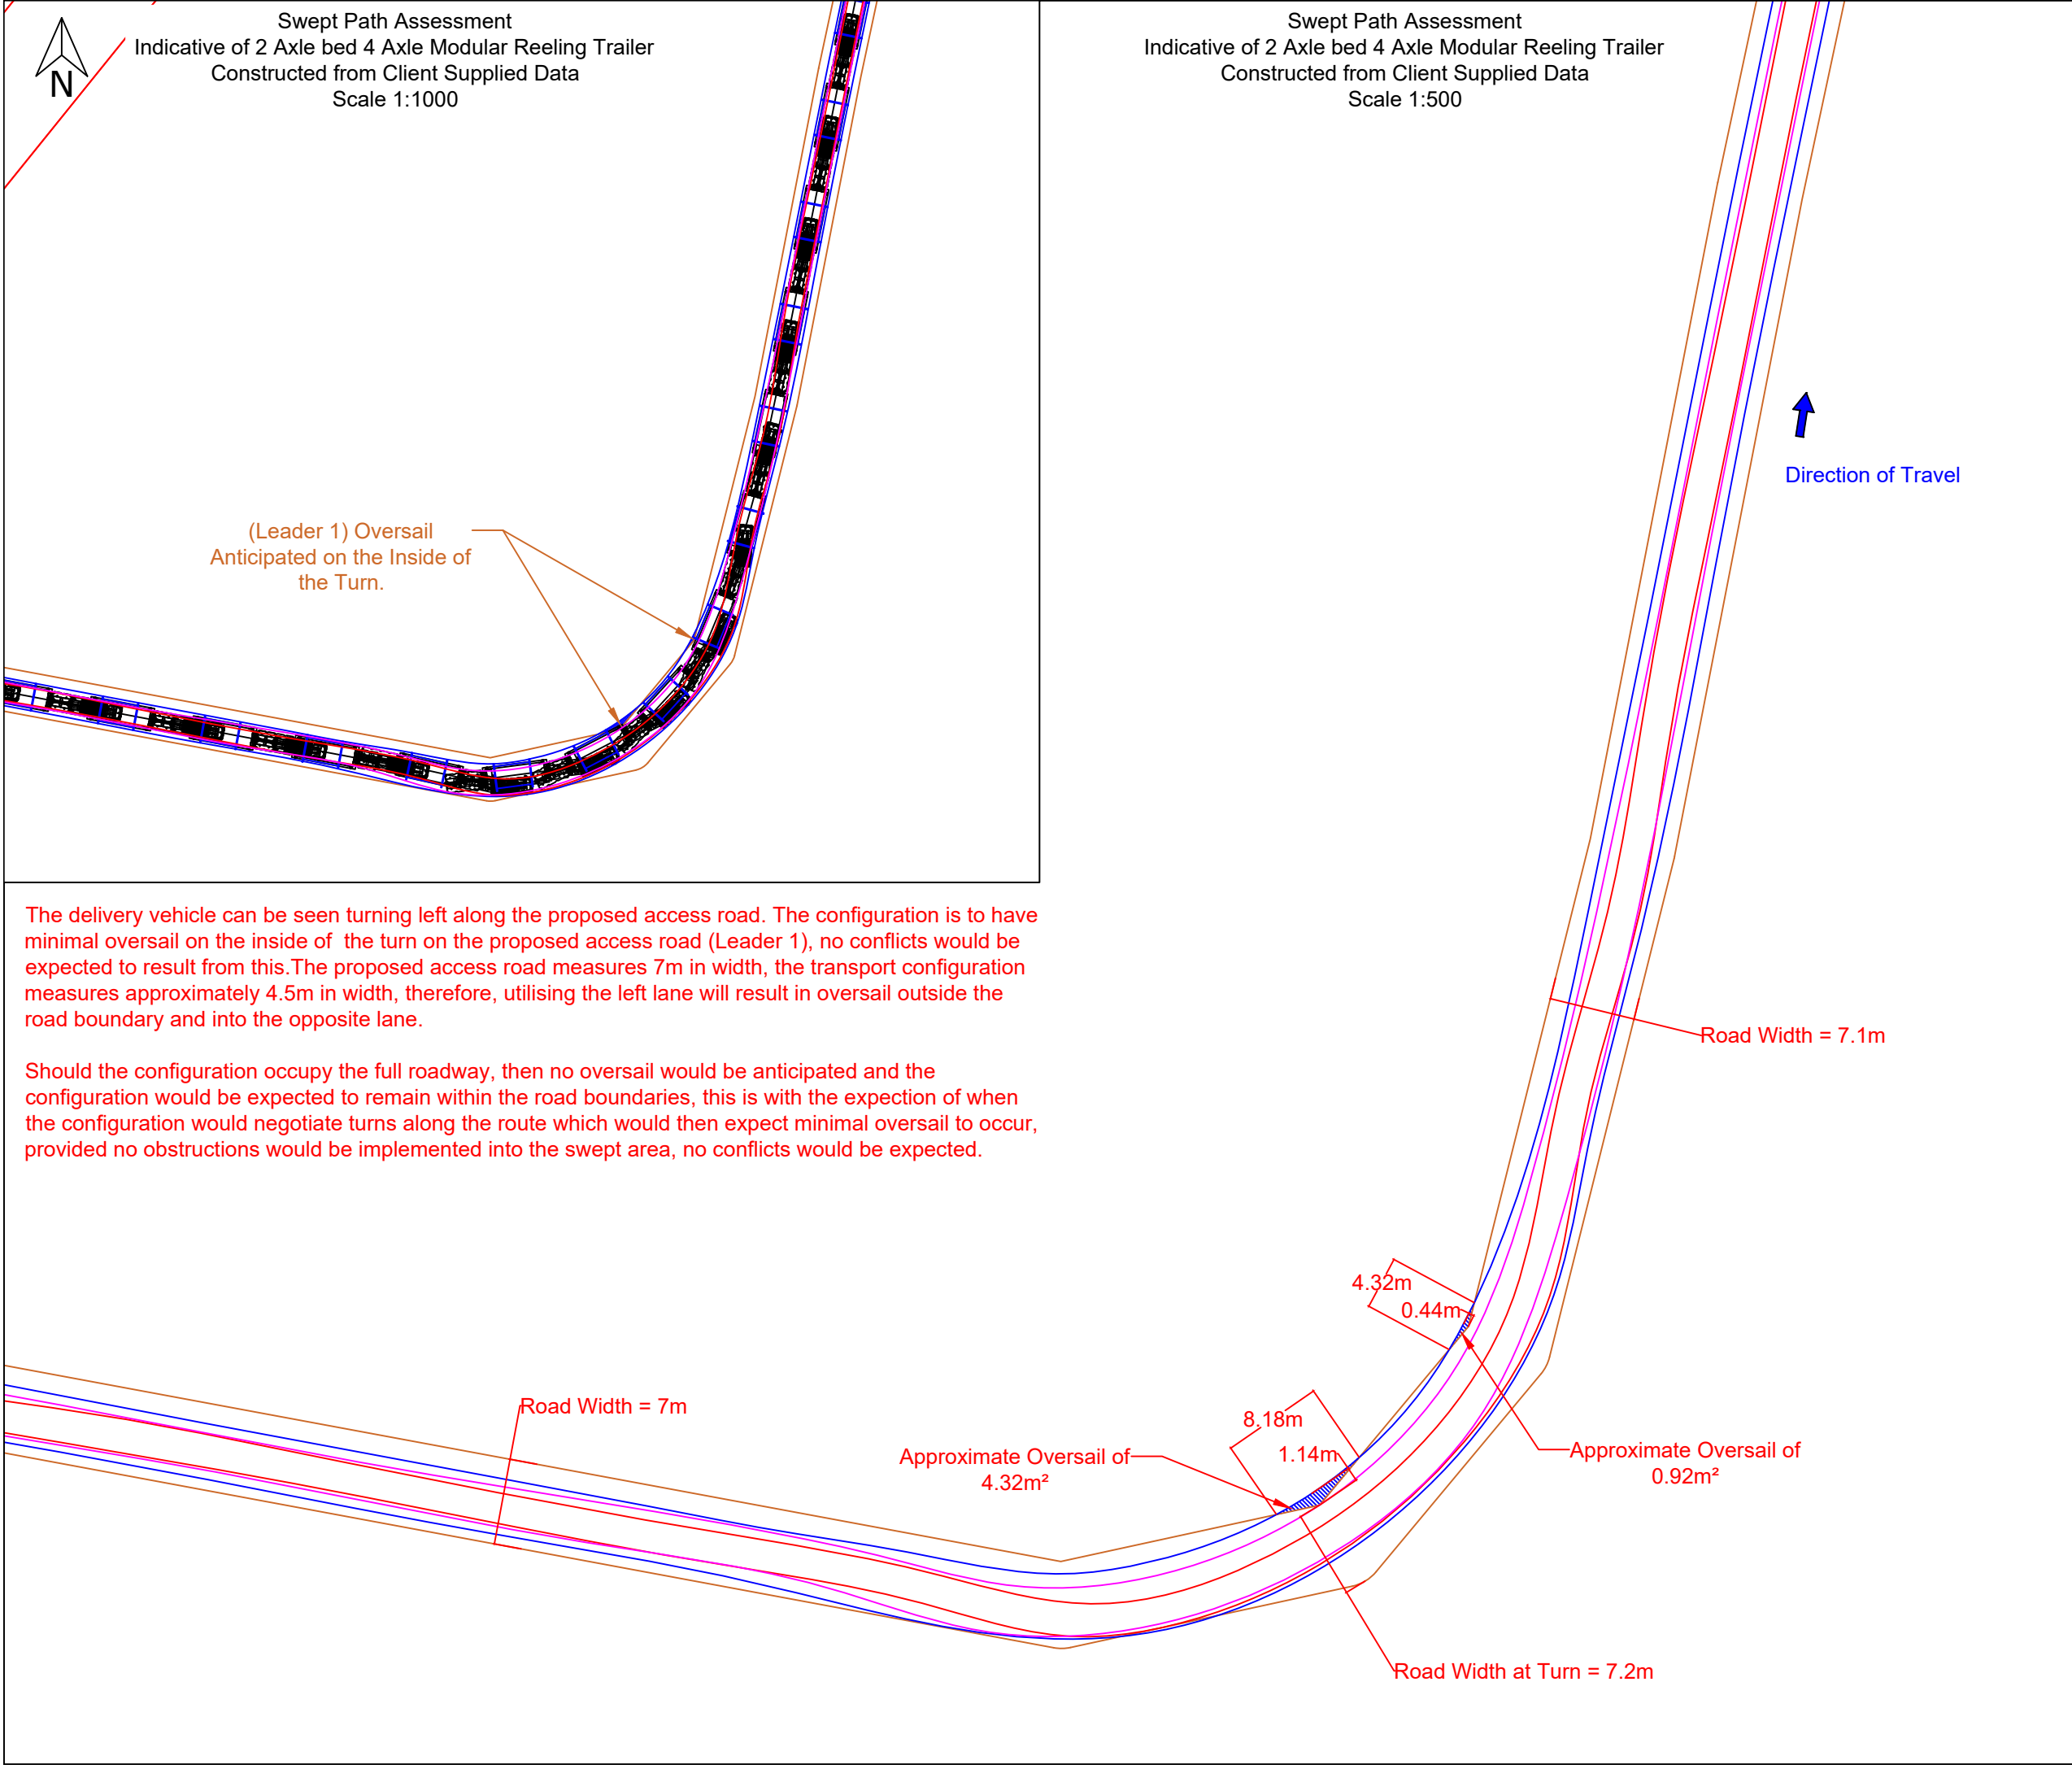 Swept Path Assessment
Indicative of 2 Axle bed 4 Axle Modular Reeling Trailer
Constructed from Client Supplied Data
Scale 1:1000
N
(Leader 1) Oversail
Anticipated on the Inside of
the Turn.
Swept Path Assessment
Indicative of 2 Axle bed 4 Axle Modular Reeling Trailer
Constructed from Client Supplied Data
Scale 1:500
Direction of Travel
The delivery vehicle can be seen turning left along the proposed access road. The configuration is to have
minimal oversail on the inside of  the turn on the proposed access road (Leader 1), no conflicts would be
expected to result from this.The proposed access road measures 7m in width, the transport configuration
measures approximately 4.5m in width, therefore, utilising the left lane will result in oversail outside the
road boundary and into the opposite lane.
Should the configuration occupy the full roadway, then no oversail would be anticipated and the
configuration would be expected to remain within the road boundaries, this is with the expection of when
the configuration would negotiate turns along the route which would then expect minimal oversail to occur,
provided no obstructions would be implemented into the swept area, no conflicts would be expected.
Road Width = 7.1m
4.32m
0.44m
Road Width = 7m
8.18m
1.14m
Approximate Oversail of
4.32m²
Approximate Oversail of
0.92m²
Road Width at Turn = 7.2m